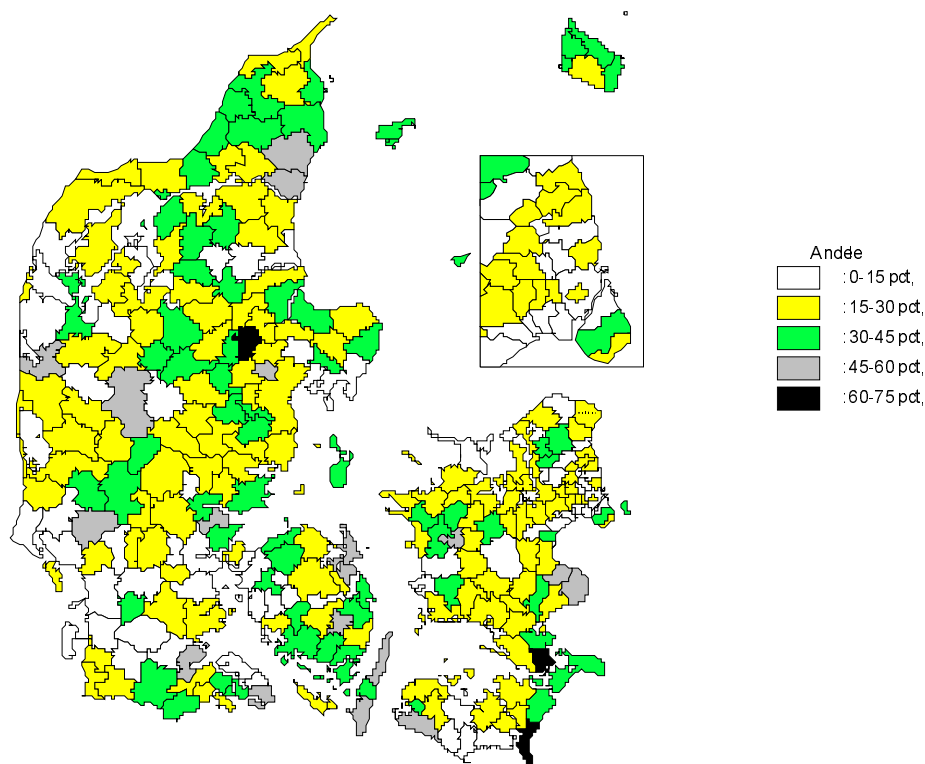 Andele
: 0-15 pct,
: 15-30 pct,
: 30-45 pct,
: 45-60 pct,
: 60-75 pct,